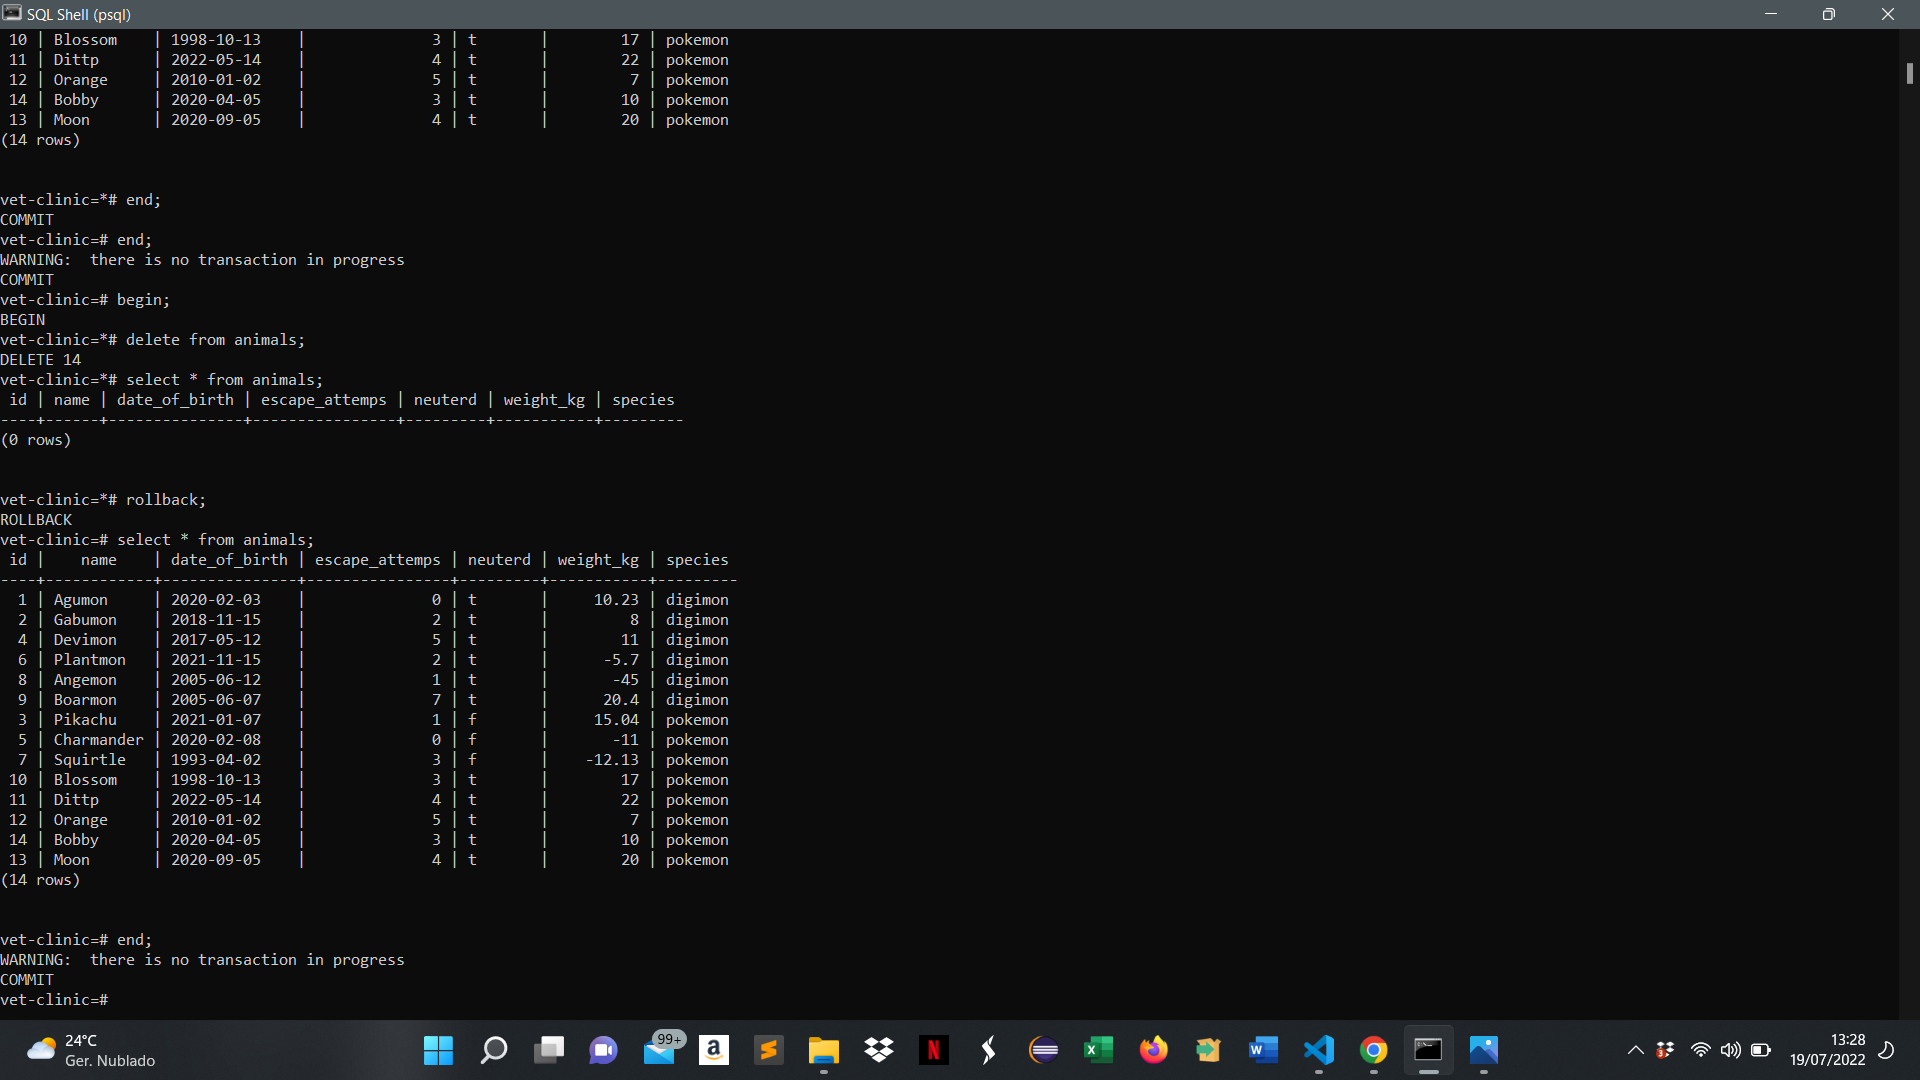 SQL Shell (psql)
 10 | Blossom    | 1998-10-13    |              3 | t       |        17 | pokemon
 11 | Dittp      | 2022-05-14    |              4 | t       |        22 | pokemon
 12 | Orange     | 2010-01-02    |              5 | t       |         7 | pokemon
 14 | Bobby      | 2020-04-05    |              3 | t       |        10 | pokemon
 13 | Moon       | 2020-09-05    |              4 | t       |        20 | pokemon
(14 rows)
vet-clinic=*# end;
COMMIT
vet-clinic=# end;
WARNING:  there is no transaction in progress
COMMIT
vet-clinic=# begin;
BEGIN
vet-clinic=*# delete from animals;
DELETE 14
vet-clinic=*# select * from animals;
 id | name | date_of_birth | escape_attemps | neuterd | weight_kg | species
----+------+---------------+----------------+---------+-----------+---------
(0 rows)
vet-clinic=*# rollback;
ROLLBACK
vet-clinic=# select * from animals;
 id |    name    | date_of_birth | escape_attemps | neuterd | weight_kg | species
----+------------+---------------+----------------+---------+-----------+---------
  1 | Agumon     | 2020-02-03    |              0 | t       |     10.23 | digimon
  2 | Gabumon    | 2018-11-15    |              2 | t       |         8 | digimon
  4 | Devimon    | 2017-05-12    |              5 | t       |        11 | digimon
  6 | Plantmon   | 2021-11-15    |              2 | t       |      -5.7 | digimon
  8 | Angemon    | 2005-06-12    |              1 | t       |       -45 | digimon
  9 | Boarmon    | 2005-06-07    |              7 | t       |      20.4 | digimon
  3 | Pikachu    | 2021-01-07    |              1 | f       |     15.04 | pokemon
  5 | Charmander | 2020-02-08    |              0 | f       |       -11 | pokemon
  7 | Squirtle   | 1993-04-02    |              3 | f       |    -12.13 | pokemon
 10 | Blossom    | 1998-10-13    |              3 | t       |        17 | pokemon
 11 | Dittp      | 2022-05-14    |              4 | t       |        22 | pokemon
 12 | Orange     | 2010-01-02    |              5 | t       |         7 | pokemon
 14 | Bobby      | 2020-04-05    |              3 | t       |        10 | pokemon
 13 | Moon       | 2020-09-05    |              4 | t       |        20 | pokemon
(14 rows)
vet-clinic=# end;
WARNING:  there is no transaction in progress
COMMIT
vet-clinic=#
24°C
Ger. Nublado
99+
a
N
W
3
13:28
19/07/2022